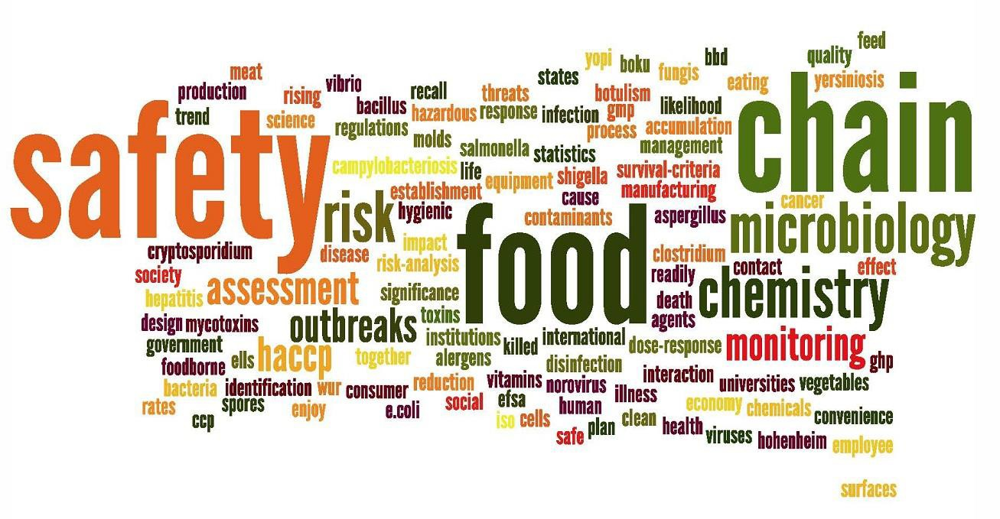 feed
yopi
boku
bbd
quality
meat
states
fungis
eating
yersiniosis
vibrio
production
rising
recall
threats
botulism
chain
trend
science
bacillus
hazardous
response
infection
gmp
likelihood
regulations
process
accumulation
molds
salmonella
statistics
management
safety
campylobacteriosis
life
equipment
shigella
survival-criteria
establishment
cause
manufacturing
cancer
risk
hygienic
contaminants
aspergillus
microbiology
cryptosporidium
disease
impact
food
clostridium
society
risk-analysis
readily
contact
effect
hepatitis
assessment
significance
death
chemistry
design
mycotoxins
outbreaks
toxins
agents
government
institutions
killed
international
dose-response
monitoring
foodborne
ells
haccp
together
alergens
disinfection
ghp
bacteria
identification
wur
consumer
reduction
vitamins
norovirus
interaction
universities
vegetables
rates
spores
enjoy
e.coli
social
efsa
human
illness
economy
chemicals
convenience
ccp
iso
cells
plan
clean
health
safe
viruses
hohenheim
employee
surfaces